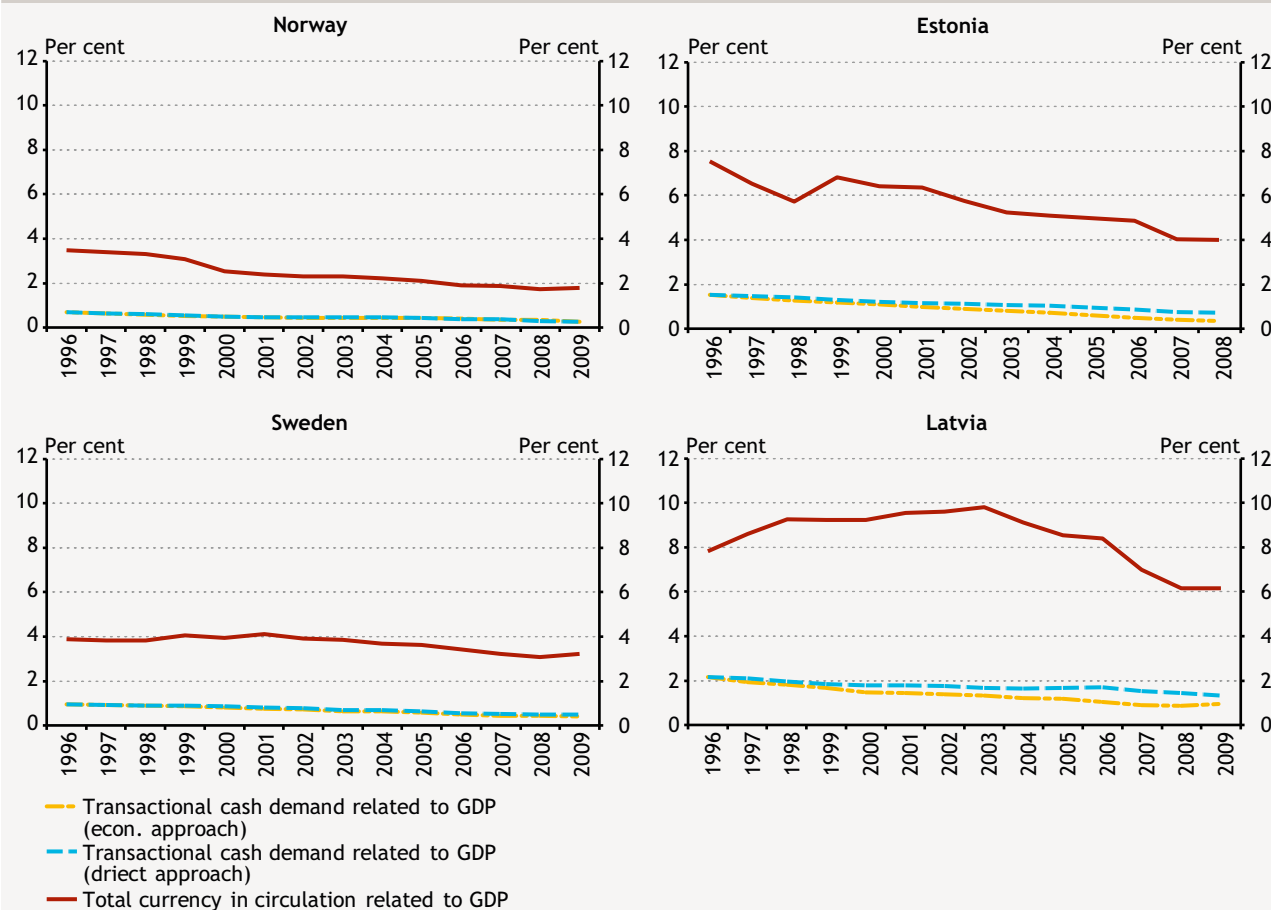 Norway
Per cent Per cent
12 12
10 10
8 8
6 6
4 4
2 2
0 0
1996 1997 1998 1999 2000 2001 2002 2003 2004 2005 2006 2007 2008 2009
Estonia
Per cent Per cent
12 12
10 10
8 8
6 6
4 4
2 2
0 0
1996 1997 1998 1999 2000 2001 2002 2003 2004 2005 2006 2007 2008
Sweden
Per cent Per cent
12 12
10 10
8 8
6 6
4 4
2 2
0 0
1996 1997 1998 1999 2000 2001 2002 2003 2004 2005 2006 2007 2008 2009
Latvia
Per cent Per cent
12 12
10 10
8 8
6 6
4 4
2 2
0 0
1996 1997 1998 1999 2000 2001 2002 2003 2004 2005 2006 2007 2008 2009
Transactional cash demand related to GDP
(econ. approach)
Transactional cash demand related to GDP
(driect approach)
Total currency in circulation related to GDP